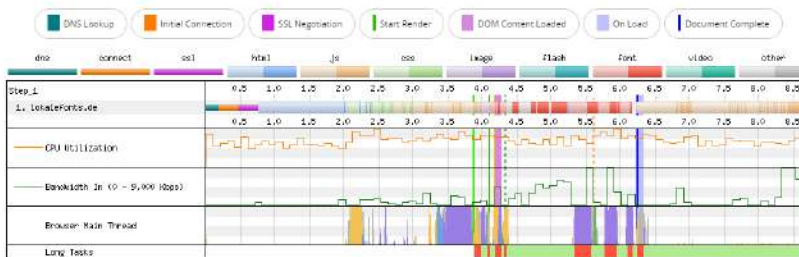 DNS Lookup Initial Connection SSL Negotiation Start Render DOM Content Loaded On Load Document Complete
dns connect ssl html js css image flash font video other
Step_1 0.5 1.0 1.5 2.0 2.5 3.0 3.5 4.0 4.5 5.0 5.5 6.0 6.5 7.0 7.5 8.0 8.5
1. lokaleFonts.de
0.5 1.0 1.5 2.0 2.5 3.0 3.5 4.0 4.5 5.0 5.5 6.0 6.5 7.0 7.5 8.0 8.5
CPU Utilization
Bandwidth In (0 - 9,000 Kbps)
Browser Main Thread
Long Tasks